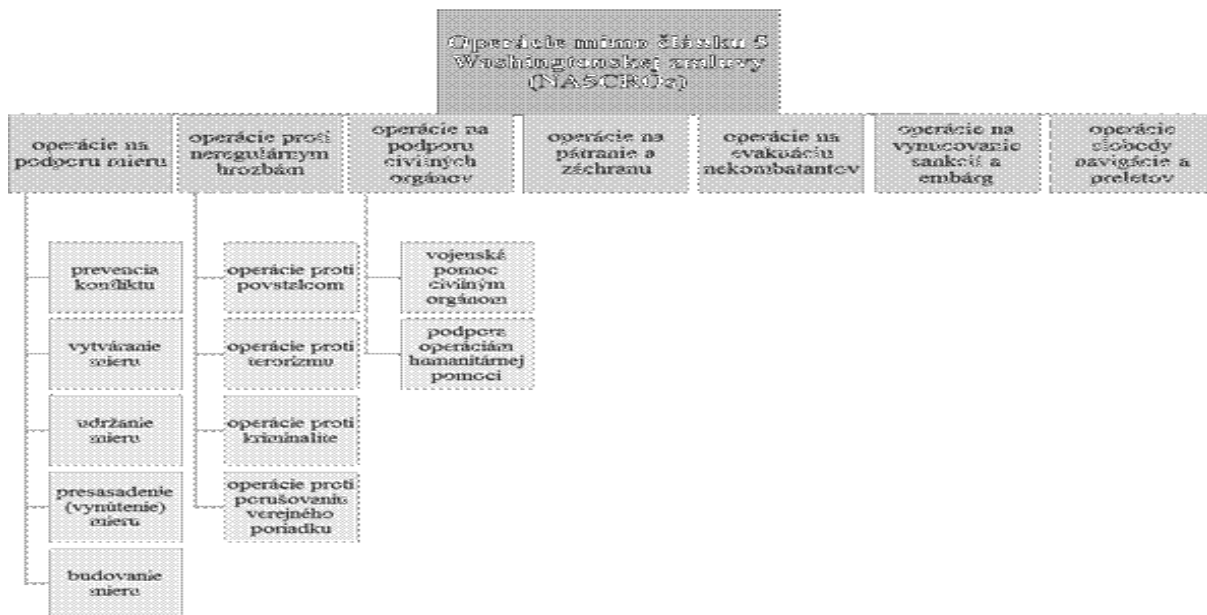 Operácie mimo článku 5
Washingtonskej zmluvy
(NA5CROs)
operácie na
podporu mieru
operácie proti
neregulárnym
hrozbám
operácie na
podporu
civilných
orgánov
operácie na
pátranie a
záchranu
operácie na
evakuáciu
nekombatantov
operácie na
vynucovanie
sankcií a
embárg
operácie
slobody
navigácie a
preletov
prevencia
konfliktu
vytváranie
mieru
udržanie
mieru
presasadenie
(vynútenie)
mieru
budovanie
mieru
operácie proti
povstalcom
operácie proti
terorizmu
operácie proti
kriminalite
operácie proti
porušovaniu
verejného
poriadku
vojenská
pomoc
civilným
orgánom
podpora
operáciám
humanitárnej
pomoci